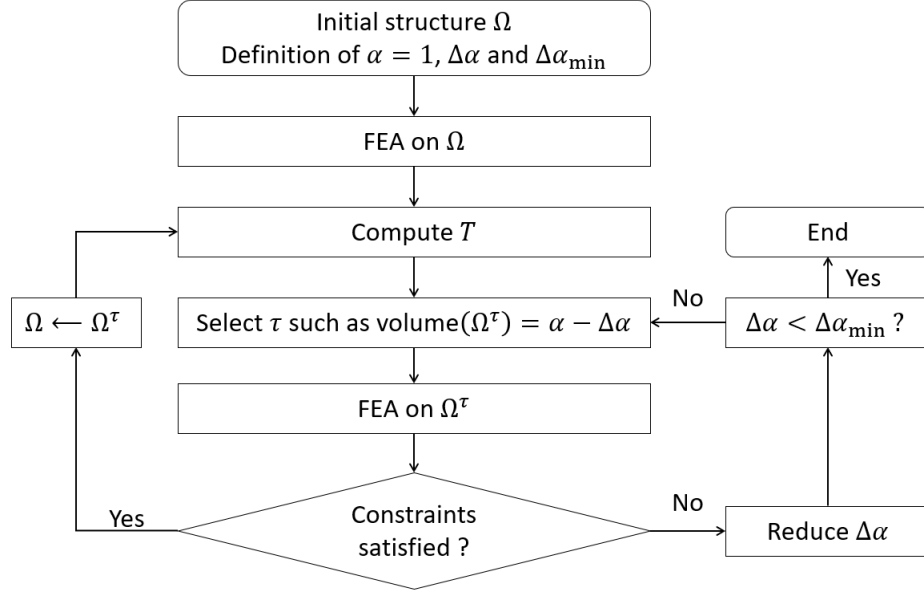 Initial structure Ω
Definition of α = 1, Δα and Δα_min
FEA on Ω
Compute T
End
Yes
No
Ω ⟵ Ω^τ
Select τ such as volume(Ω^τ) = α − Δα
Δα < Δα_min ?
FEA on Ω^τ
Yes
Constraints
satisfied ?
No
Reduce Δα